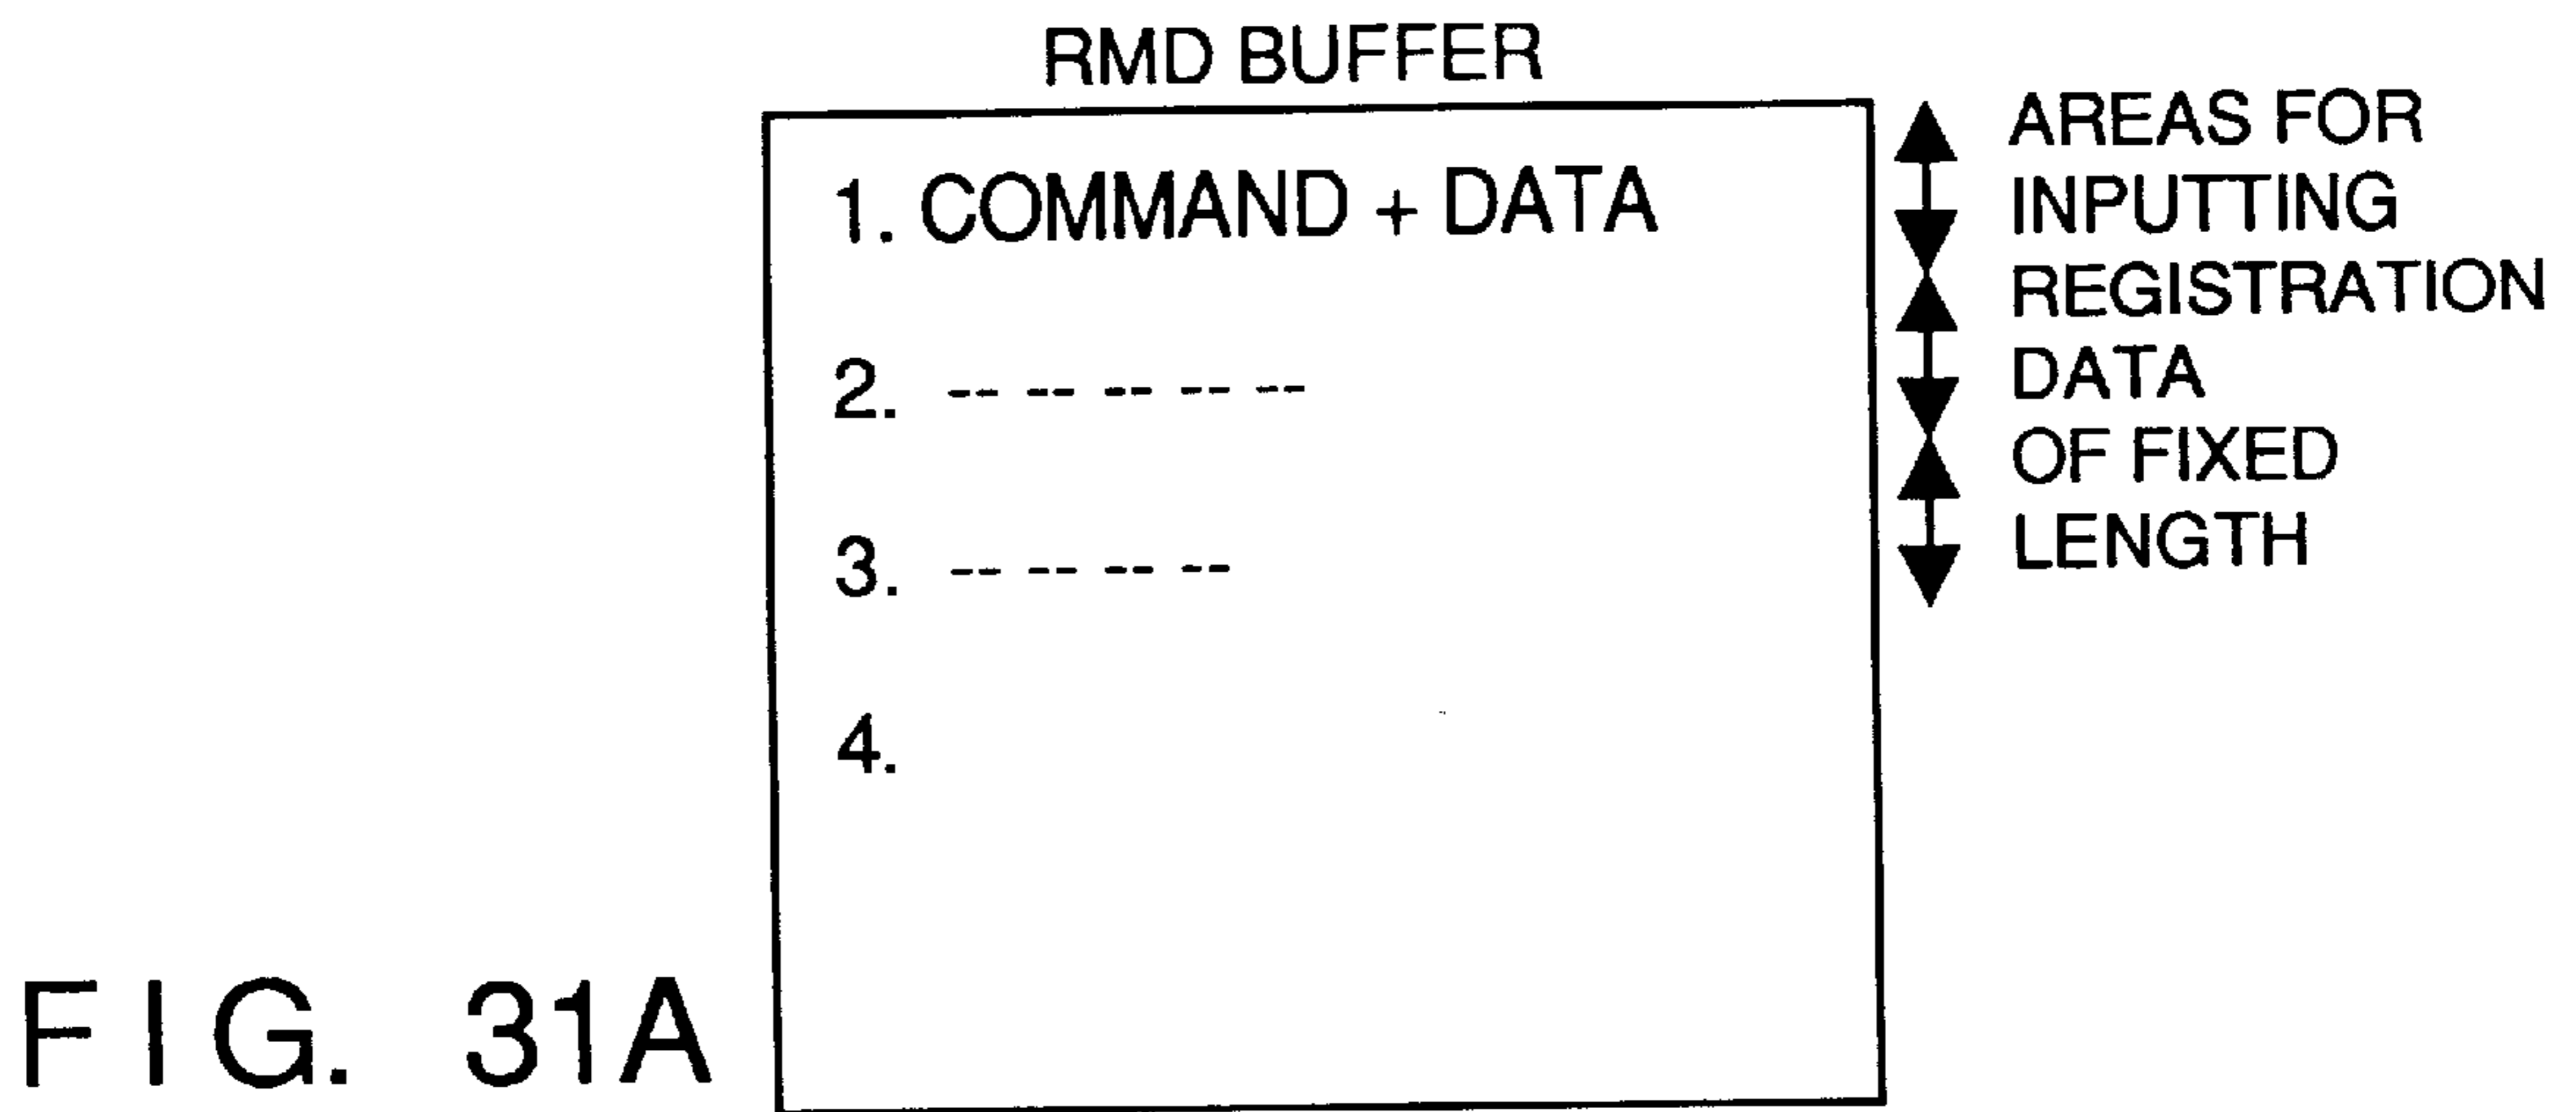 RMD BUFFER
1. COMMAND + DATA
2. -- -- -- -- --
3. -- -- -- --
4.
AREAS FOR
INPUTTING
REGISTRATION
DATA
OF FIXED
LENGTH
FIG. 31A